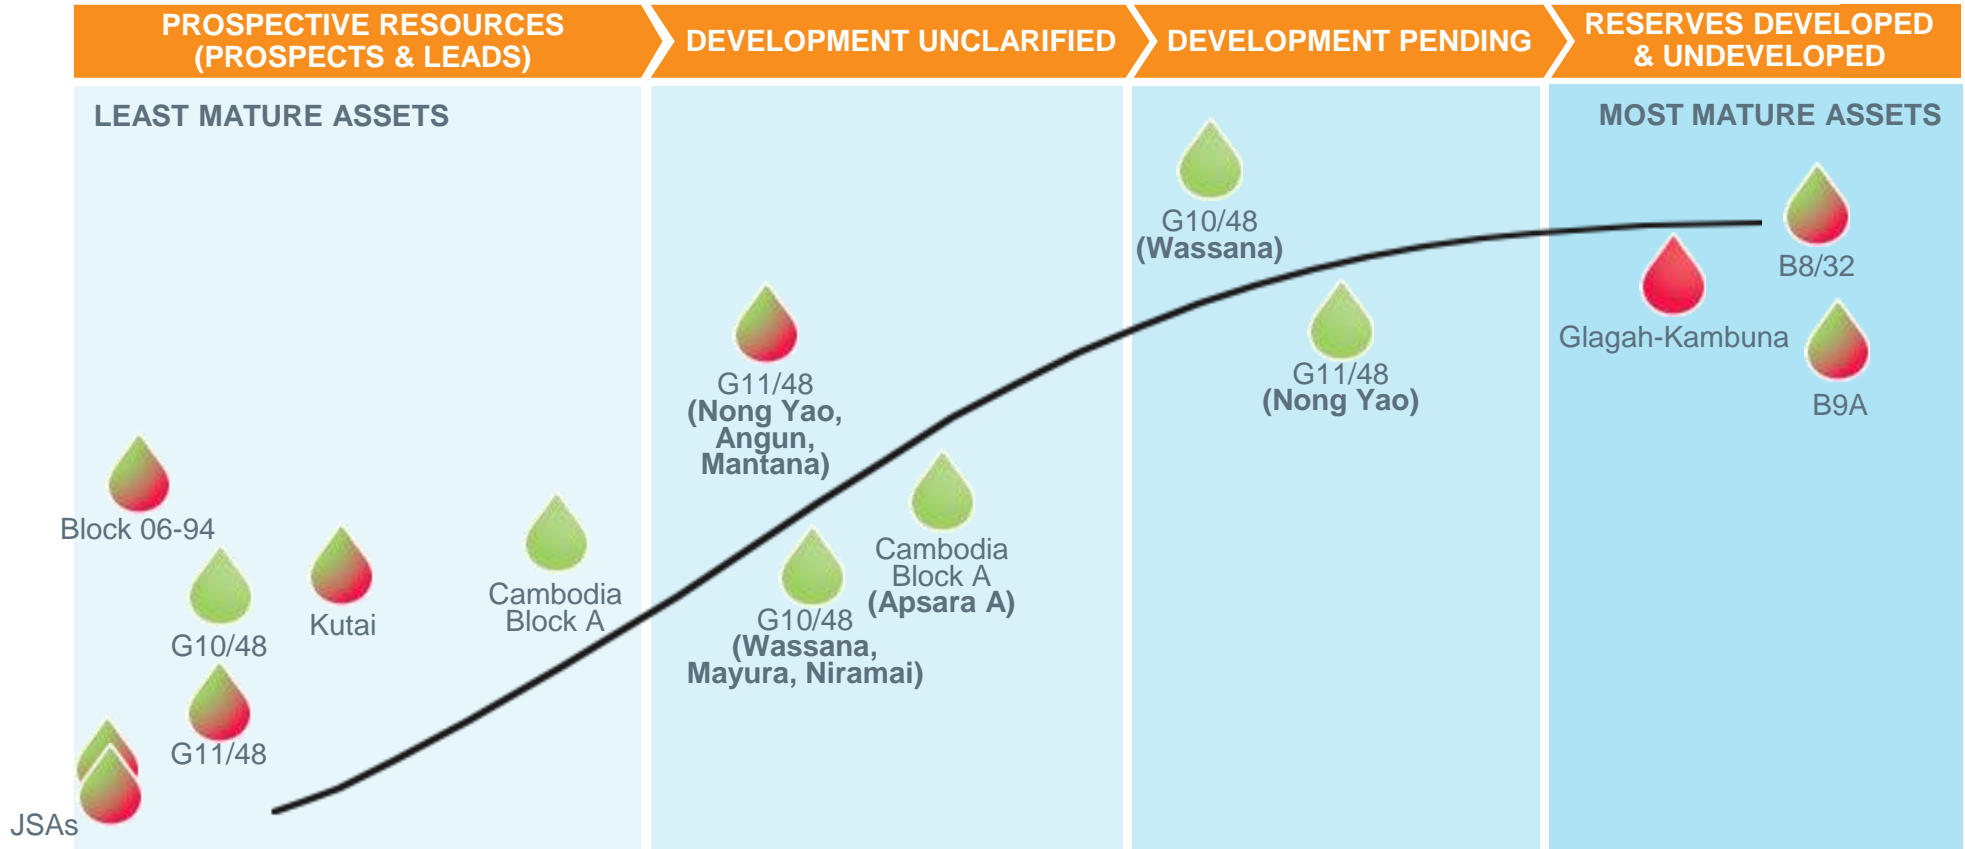 PROSPECTIVE RESOURCES
(PROSPECTS & LEADS)
DEVELOPMENT UNCLARIFIED
DEVELOPMENT PENDING
RESERVES DEVELOPED
& UNDEVELOPED
LEAST MATURE ASSETS
MOST MATURE ASSETS
Block 06-94
G10/48
Kutai
Cambodia
Block A
G11/48
JSAs
G11/48
(Nong Yao,
Angun,
Mantana)
G10/48
(Wassana,
Mayura, Niramai)
Cambodia
Block A
(Apsara A)
G10/48
(Wassana)
G11/48
(Nong Yao)
Glagah-Kambuna
B8/32
B9A